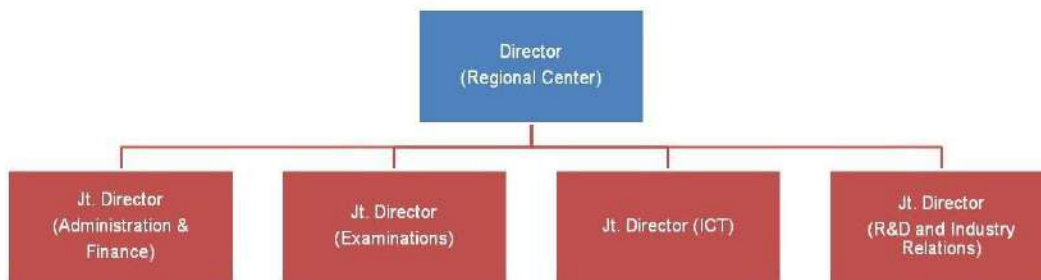 Director
(Regional Center)
Jt. Director
(Administration &
Finance)
Jt. Director
(Examinations)
Jt. Director (ICT)
Jt. Director
(R&D and Industry
Relations)